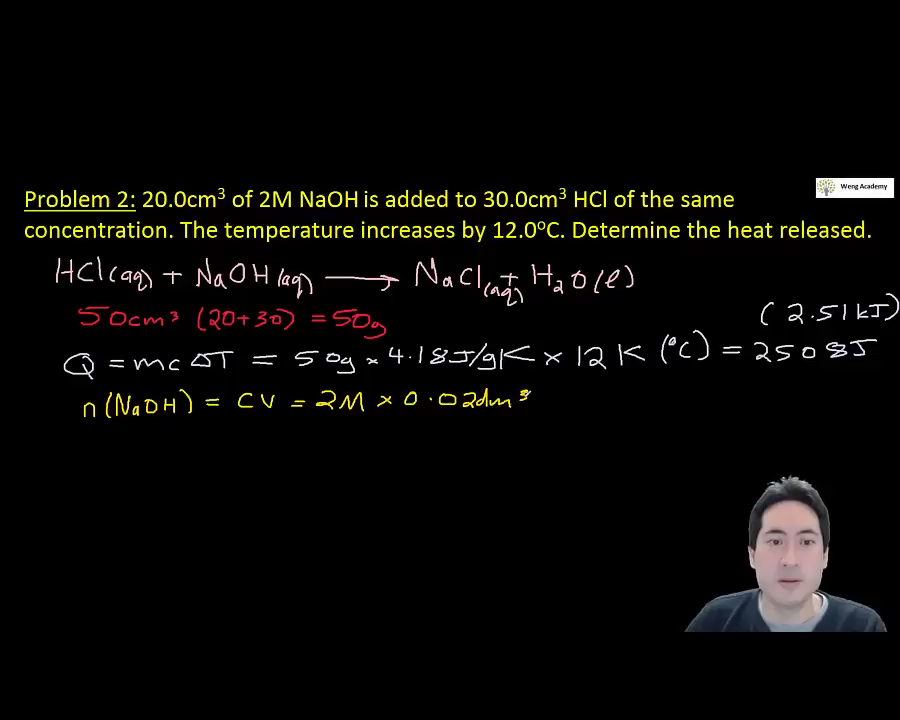 Problem 2: 20.0cm³ of 2M NaOH is added to 30.0cm³ HCl of the same
Weng Academy
concentration. The temperature increases by 12.0°C. Determine the heat released.
HCl(aq) + NaOH(aq) → NaCl(aq) + H₂O(l)
50cm³ (20+30) = 50g
(2.51kJ)
Q = mcΔT = 50g × 4.18J/gK × 12K (°C) = 2508J
n(NaOH) = CV = 2M × 0.02dm³